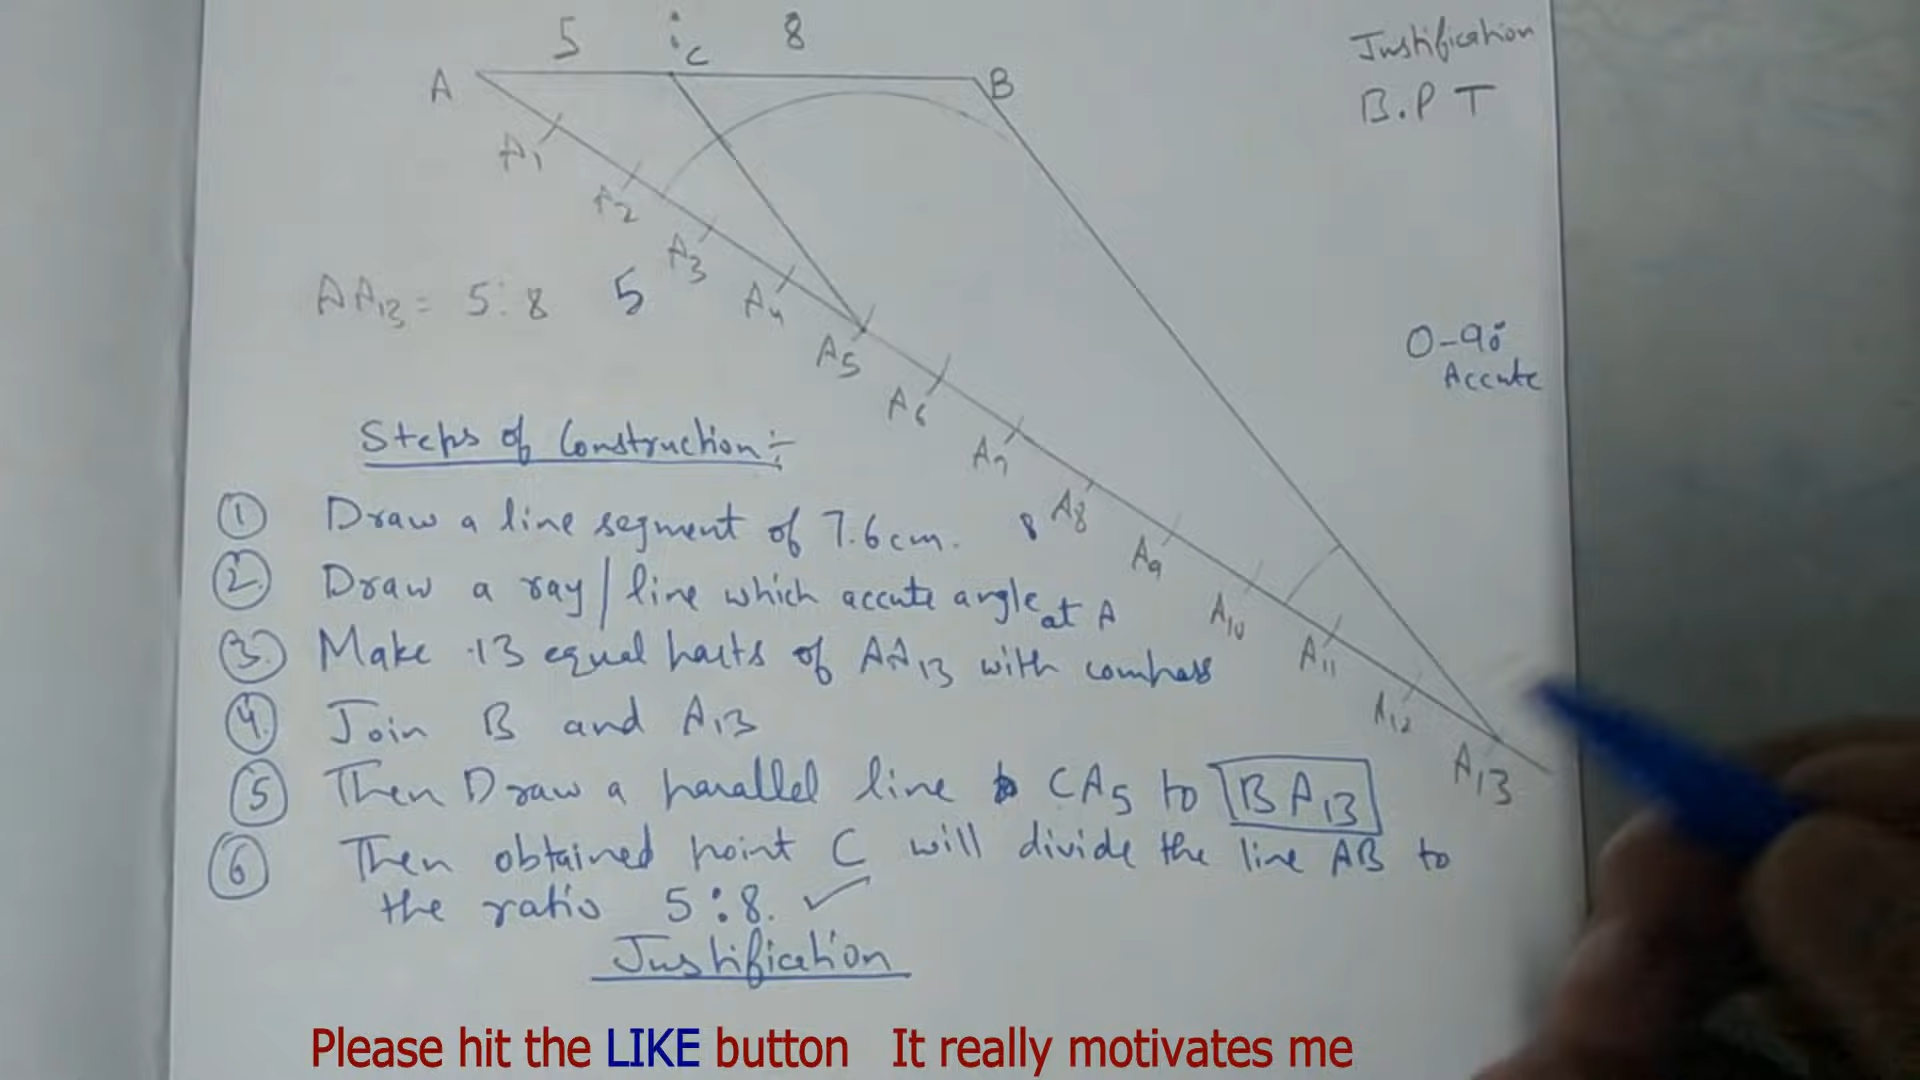 5 8
A C B
Justification
B.P T
A1
A2
A3
A4
A5
A6
A7
A8
A9
A10
A11
A12
A13
AA13 = 5:8 5
0-90°
Accute
Steps of Construction:-
① Draw a line segment of 7.6cm. 8
② Draw a ray/line which accute angle at A
③ Make 13 equal parts of AA13 with compass
④ Join B and A13
⑤ Then Draw a parallel line CA5 to BA13
⑥ Then obtained point C will divide the line AB to
the ratio 5:8. ✓
Justification
Please hit the LIKE button It really motivates me